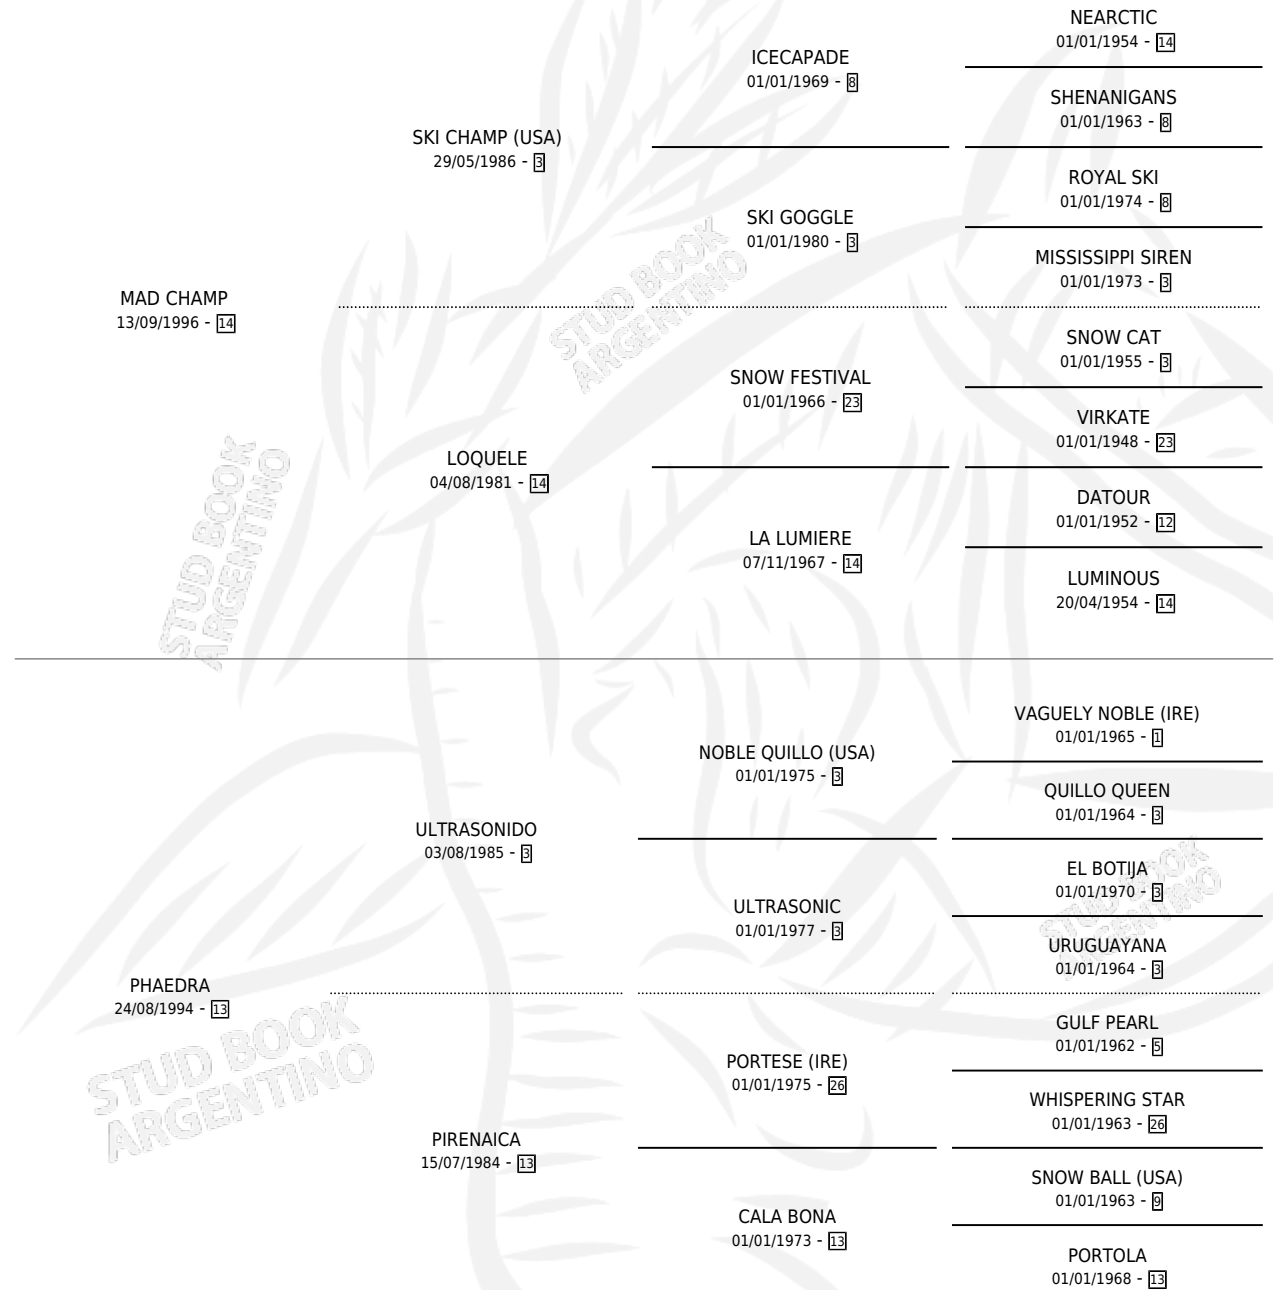 NEARCTIC
01/01/1954 - 14
ICECAPADE
01/01/1969 - 8
SHENANIGANS
01/01/1963 - 8
SKI CHAMP (USA)
29/05/1986 - 3
ROYAL SKI
01/01/1974 - 8
SKI GOGGLE
01/01/1980 - 3
MISSISSIPPI SIREN
01/01/1973 - 3
MAD CHAMP
13/09/1996 - 14
STUD BOOK
ARGENTINO
SNOW CAT
01/01/1955 - 3
SNOW FESTIVAL
01/01/1966 - 23
VIRKATE
01/01/1948 - 23
LOQUELE
04/08/1981 - 14
DATOUR
01/01/1952 - 12
LA LUMIERE
07/11/1967 - 14
LUMINOUS
20/04/1954 - 14
STUD BOOK
ARGENTINO
VAGUELY NOBLE (IRE)
01/01/1965 - 1
NOBLE QUILLO (USA)
01/01/1975 - 3
QUILLO QUEEN
01/01/1964 - 3
ULTRASONIDO
03/08/1985 - 3
EL BOTIJA
01/01/1970 - 3
ULTRASONIC
01/01/1977 - 3
STUD BOOK
ARGENTINO
URUGUAYANA
01/01/1964 - 3
PHAEDRA
24/08/1994 - 13
GULF PEARL
01/01/1962 - 5
PORTESE (IRE)
01/01/1975 - 26
WHISPERING STAR
01/01/1963 - 26
STUD BOOK
ARGENTINO
PIRENAICA
15/07/1984 - 13
SNOW BALL (USA)
01/01/1963 - 9
CALA BONA
01/01/1973 - 13
PORTOLA
01/01/1968 - 13